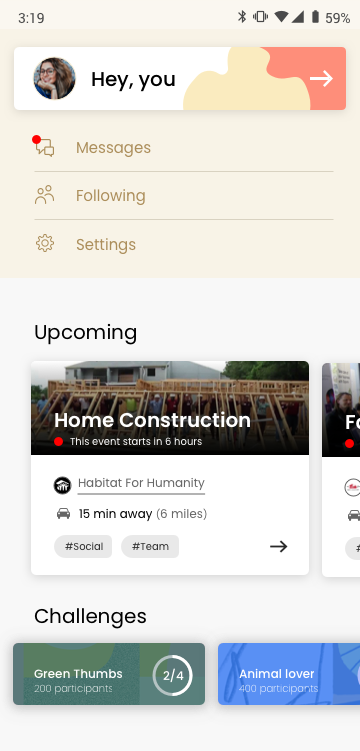 3:19
59%
Hey, you
Messages
Following
Settings
Upcoming
Home Construction
This event starts in 6 hours
Habitat For Humanity
15 min away (6 miles)
#Social #Team
Challenges
Green Thumbs
200 participants
2/4
Animal lover
400 participants